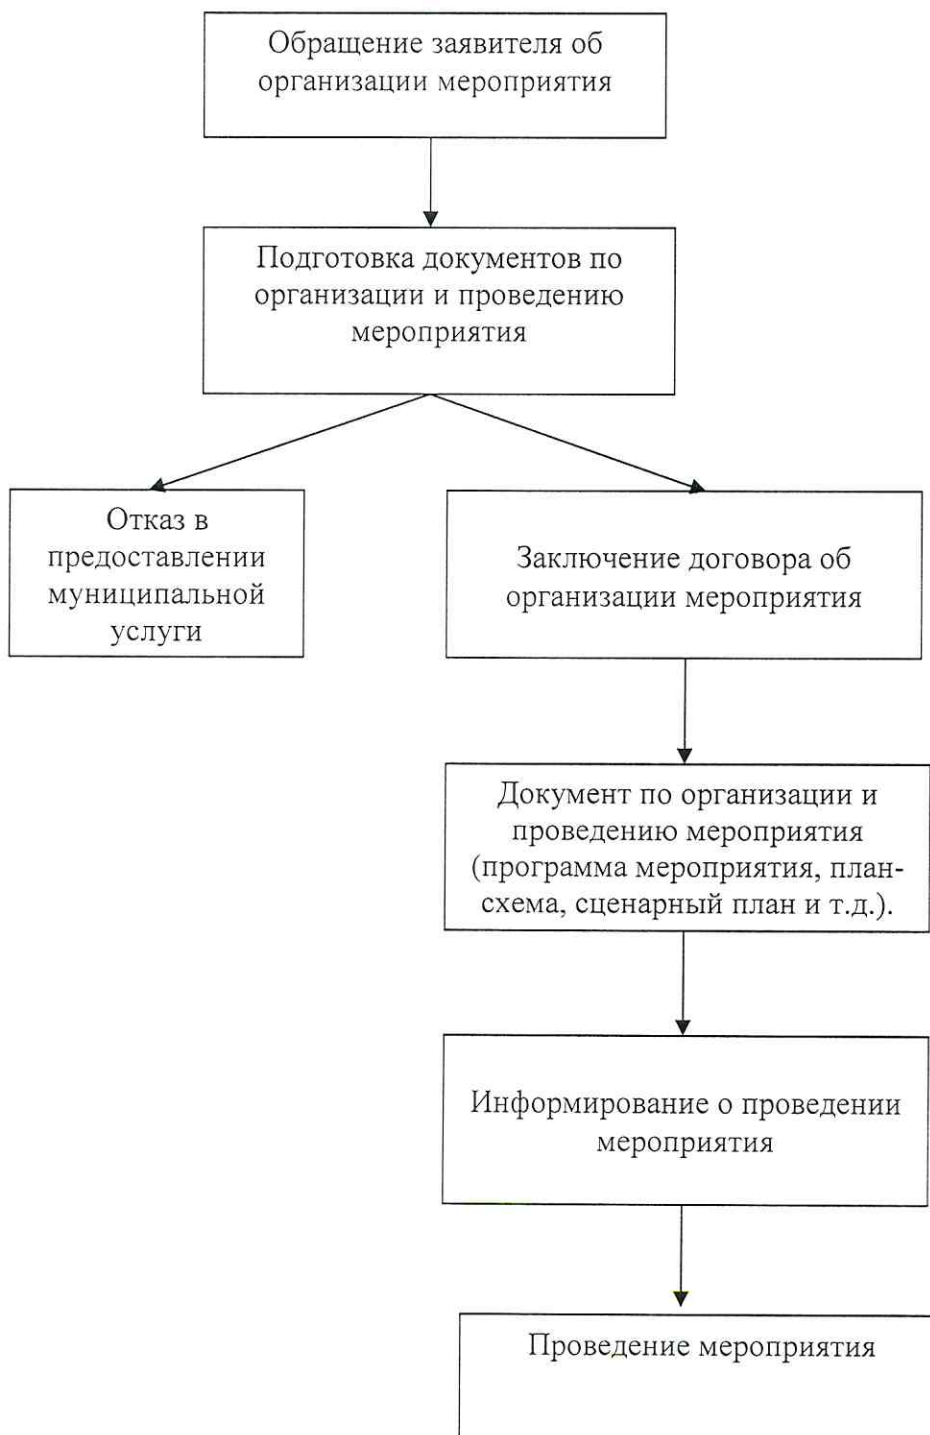 Обращение заявителя об
организации мероприятия
Подготовка документов по
организации и проведению
мероприятия
Отказ в
предоставлении
муниципальной
услуги
Заключение договора об
организации мероприятия
Документ по организации и
проведению мероприятия
(программа мероприятия, план-
схема, сценарный план и т.д.).
Информирование о проведении
мероприятия
Проведение мероприятия